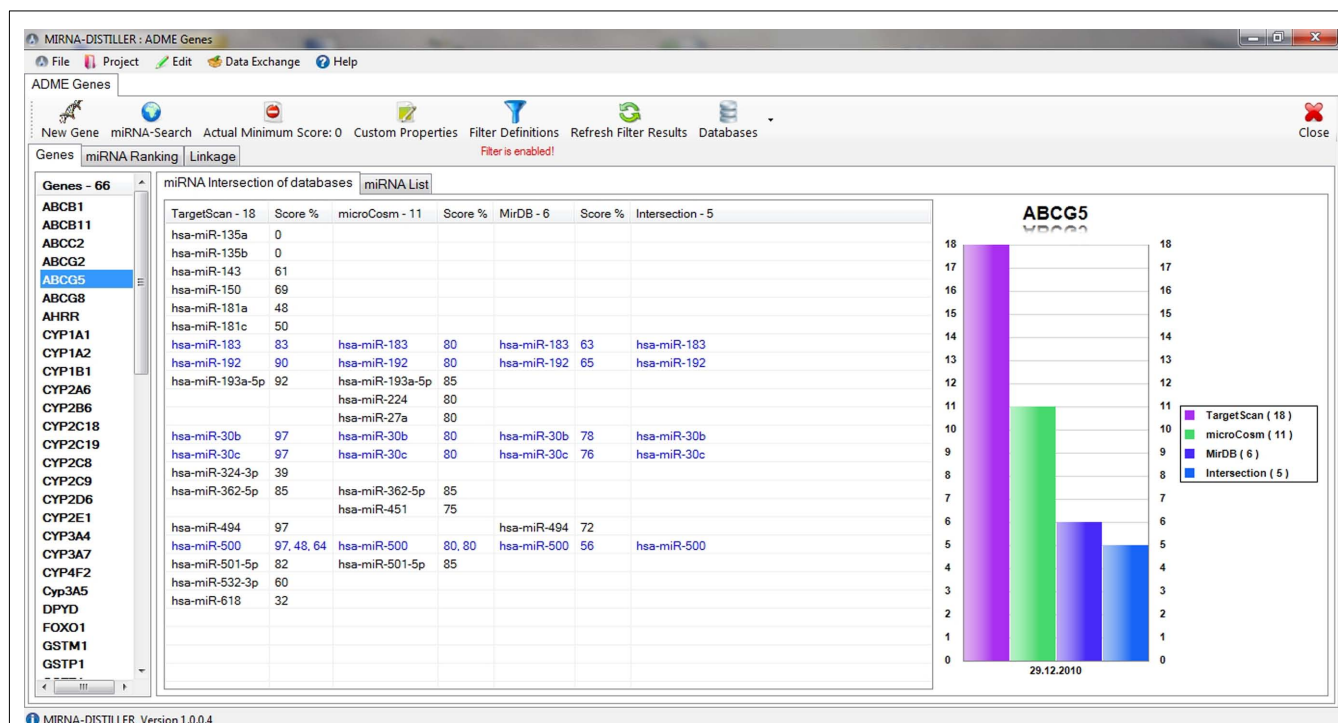 MIRNA-DISTILLER : ADME Genes
File Project Edit Data Exchange Help
ADME Genes
New Gene miRNA-Search Actual Minimum Score: 0 Custom Properties Filter Definitions Refresh Filter Results Databases Close
Filter is enabled!
Genes miRNA Ranking Linkage
Genes - 66
ABCB1
ABCB11
ABCC2
ABCG2
ABCG5
ABCG8
AHRR
CYP1A1
CYP1A2
CYP1B1
CYP2A6
CYP2B6
CYP2C18
CYP2C19
CYP2C8
CYP2C9
CYP2D6
CYP2E1
CYP3A4
CYP3A7
CYP4F2
Cyp3A5
DPYD
FOXO1
GSTM1
GSTP1
miRNA Intersection of databases miRNA List
TargetScan - 18 Score % microCosm - 11 Score % MirDB - 6 Score % Intersection - 5
hsa-miR-135a 0
hsa-miR-135b 0
hsa-miR-143 61
hsa-miR-150 69
hsa-miR-181a 48
hsa-miR-181c 50
hsa-miR-183 83 hsa-miR-183 80 hsa-miR-183 63 hsa-miR-183
hsa-miR-192 90 hsa-miR-192 80 hsa-miR-192 65 hsa-miR-192
hsa-miR-193a-5p 92 hsa-miR-193a-5p 85
hsa-miR-224 80
hsa-miR-27a 80
hsa-miR-30b 97 hsa-miR-30b 80 hsa-miR-30b 78 hsa-miR-30b
hsa-miR-30c 97 hsa-miR-30c 80 hsa-miR-30c 76 hsa-miR-30c
hsa-miR-324-3p 39
hsa-miR-362-5p 85 hsa-miR-362-5p 85
hsa-miR-451 75
hsa-miR-494 97 hsa-miR-494 72
hsa-miR-500 97, 48, 64 hsa-miR-500 80, 80 hsa-miR-500 56 hsa-miR-500
hsa-miR-501-5p 82 hsa-miR-501-5p 85
hsa-miR-532-3p 60
hsa-miR-618 32
ABCG5
18 18
17 17
16 16
15 15
14 14
13 13
12 12
11 11
10 10
9 9
8 8
7 7
6 6
5 5
4 4
3 3
2 2
1 1
0 0
29.12.2010
TargetScan ( 18 )
microCosm ( 11 )
MirDB ( 6 )
Intersection ( 5 )
MIRNA-DISTILLER Version 1.0.0.4